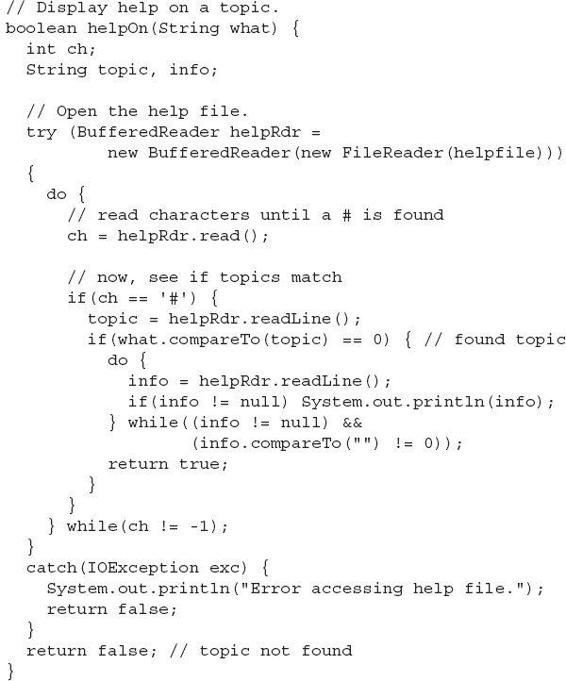 // Display help on a topic.
boolean helpOn(String what) {
  int ch;
  String topic, info;

  // Open the help file.
  try (BufferedReader helpRdr =
          new BufferedReader(new FileReader(helpfile)))
  {
    do {
      // read characters until a # is found
      ch = helpRdr.read();

      // now, see if topics match
      if(ch == '#') {
        topic = helpRdr.readLine();
        if(what.compareTo(topic) == 0) { // found topic
          do {
            info = helpRdr.readLine();
            if(info != null) System.out.println(info);
          } while((info != null) &&
                  (info.compareTo("") != 0));
          return true;
        }
      }
    } while(ch != -1);
  }
  catch(IOException exc) {
    System.out.println("Error accessing help file.");
    return false;
  }
  return false; // topic not found
}